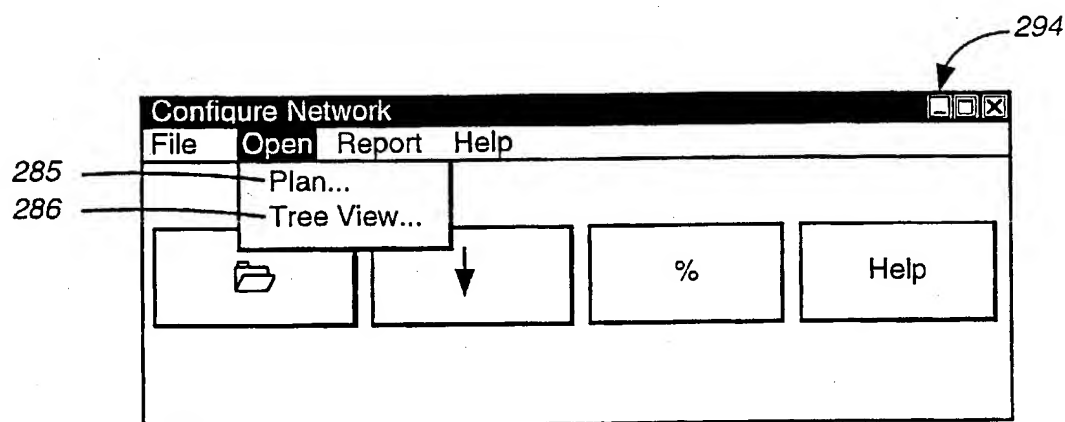 294
Configure Network
File Open Report Help
285 Plan...
286 Tree View...
% Help